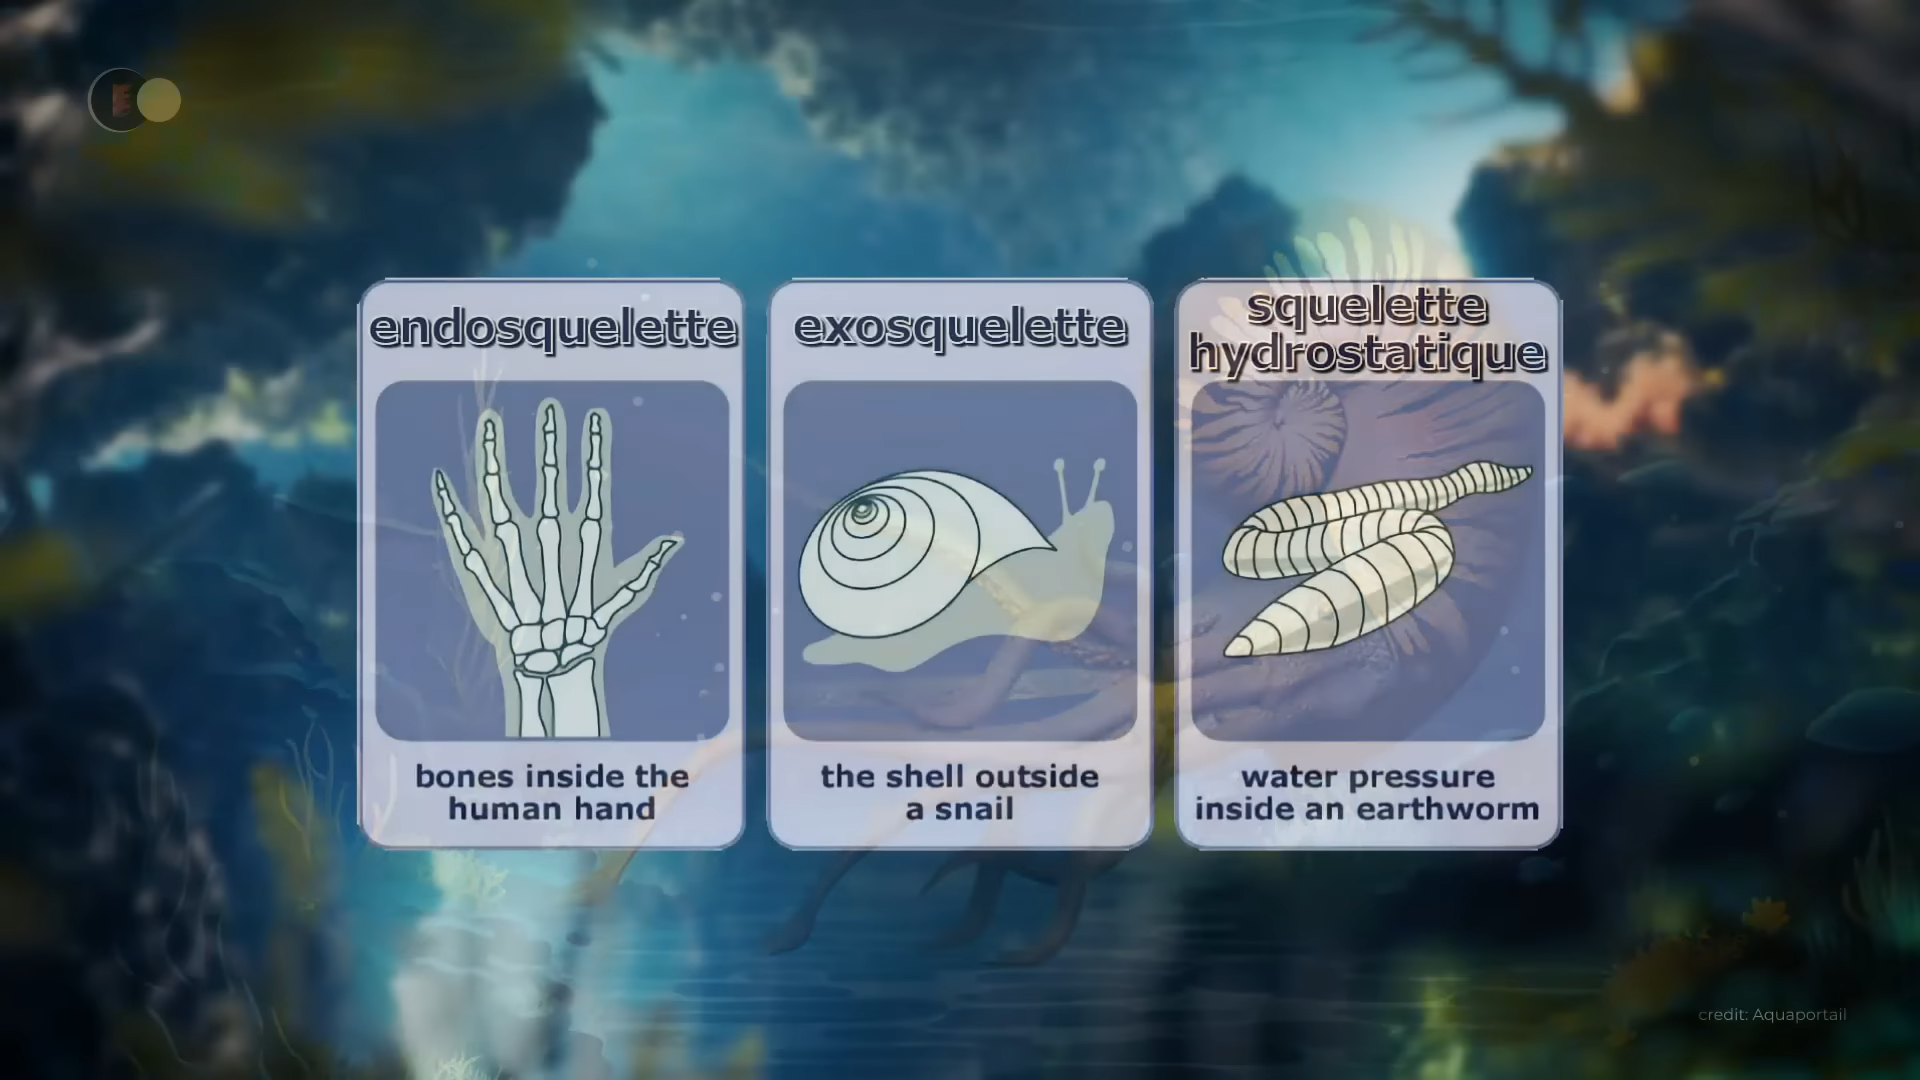 endosquelette
exosquelette
squelette
hydrostatique
bones inside the
human hand
the shell outside
a snail
water pressure
inside an earthworm
credit: Aquaportail